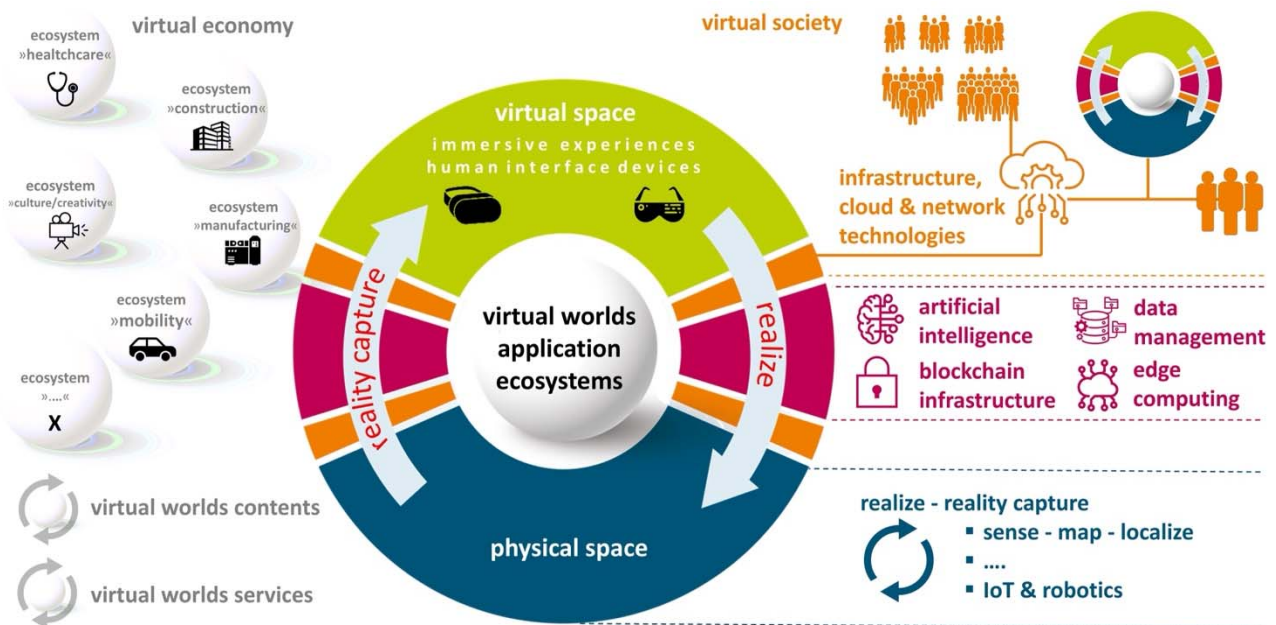 virtual economy
ecosystem
»healthcare«
ecosystem
»construction«
ecosystem
»culture/creativity«
ecosystem
»manufacturing«
ecosystem
»mobility«
ecosystem
»....«
X
virtual worlds contents
virtual worlds services
virtual space
immersive experiences
human interface devices
reality capture
realize
virtual worlds
application
ecosystems
physical space
virtual society
infrastructure,
cloud & network
technologies
artificial
intelligence
data
management
blockchain
infrastructure
edge
computing
realize - reality capture
▪ sense - map - localize
▪ ....
▪ IoT & robotics